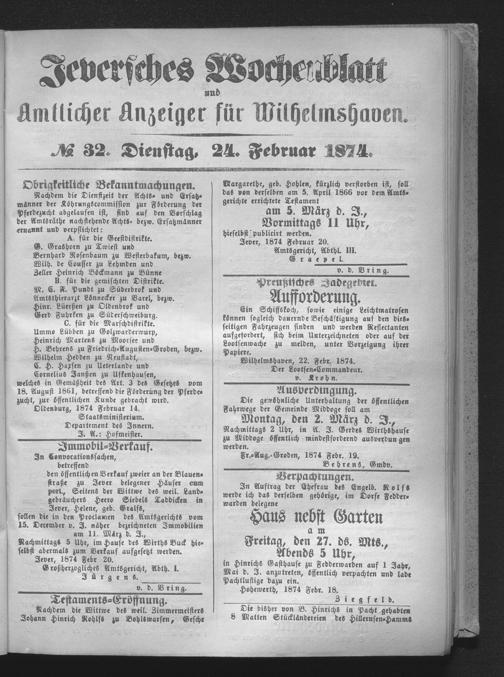 Jeversches Wochenblatt
und
Amtlicher Anzeiger für Wilhelmshaven.
№ 32. Dienstag, 24. Februar 1874.
Obrigkeitliche Bekanntmachungen.
Nachdem die Dienstzeit der Achts- und Ersatz-
männer der Köhrungskommission zur Förderung der
Pferdezucht abgelaufen ist, sind auf den Vorschlag
der Amtsräthe nachstehende Achts- bezw. Ersatzmänner
ernannt und verpflichtet:
A. für die Geestdistrikte.
G. Grashorn zu Twiest und
Bernhard Rosenbaum zu Westerbakum, bezw.
Wilh. de Cousser zu Lehmden und
Zeller Heinrich Böckmann zu Bünne
B. für die gemischten Distrikte.
M. C. F. Pundt zu Süderbrok und
Amtsthierarzt Lönnecker zu Varel, bezw.
Hinr. Lüerssen zu Oldenbrok und
Gerd Fuhrken zu Süderschweiburg.
C. für die Marschdistrikte.
Ummo Lübben zu Golzwarderwurp,
Heinrich Martens zu Moorsee und
H. Behrens zu Friedrich-Augusten-Groden, bezw.
Wilhelm Hedden zu Neustadt,
C. H. Hayßen zu Ueterlande und
Cornelius Janßen zu Ussenhausen,
welches in Gemäßheit des Art. 3 des Gesetzes vom
18. August 1861, betreffend die Förderung der Pferde-
zucht, zur öffentlichen Kunde gebracht wird.
Oldenburg, 1874 Februar 14.
Staatsministerium.
Departement des Innern.
J. A.: Hofmeister.
Immobil-Verkauf.
In Convocationssachen,
betreffend
den öffentlichen Verkauf zweier an der Blauen-
straße zu Jever belegener Häuser cum
port., Seitens der Wittwe des weil. Land-
gebräuchers Heero Siebels Taddicken in
Jever, Helene, geb. Gralfs,
sollen die in den Proclamen des Amtsgerichts vom
15. December v. J. näher bezeichneten Immobilien
am 11. März d. J.,
Nachmittags 5 Uhr, im Hause des Wirths Buck hie-
selbst abermals zum Verkauf aufgesetzt werden.
Jever, 1874 Febr 20.
Großherzogliches Amtsgericht, Abth. I.
Jürgens.
v. d. Bring.
Testaments-Eröffnung.
Nachdem die Wittwe des weil. Zimmermeisters
Johann Hinrich Rohlfs zu Bohlswarfen, Gesche
Margarethe, geb. Hohlen, kürzlich verstorben ist, soll
das von derselben am 5. April 1866 vor dem Amts-
gerichte errichtete Testament
am 5. März d. J.,
Vormittags 11 Uhr,
hieselbst publicirt werden.
Jever, 1874 Februar 20.
Amtsgericht, Abthl. III.
Graepel.
v. d. Bring.
Preußisches Jadegebiet.
Aufforderung.
Ein Schiffskoch, sowie einige Leichtmatrosen
können sogleich dauernde Beschäftigung auf den dies-
seitigen Fahrzeugen finden und werden Reflectanten
aufgefordert, sich beim Unterzeichneten oder auf der
Lootsenwache zu melden, unter Vorzeigung ihrer
Papiere.
Wilhelmshaven, 22. Febr. 1874.
Der Lootsen-Commandeur.
v. Krohn.
Ausverdingung.
Die gewöhnliche Unterhaltung der öffentlichen
Fahrwege der Gemeinde Middoge soll am
Montag, den 2. März d. J.,
Nachmittags 2 Uhr, in A. J. Gerdes Wirthshause
zu Middoge öffentlich mindestfordernd ausverdungen
werden.
Fr.-Aug.-Groden, 1874 Febr. 19.
Behrens, Gmdv.
Verpachtungen.
In Auftrag der Ehefrau des Engelb. Rolfs
werde ich das derselben gehörige, im Dorfe Fedder-
warden belegene
Haus nebst Garten
am
Freitag, den 27. ds. Mts.,
Abends 5 Uhr,
in Hinrichs Gasthause zu Fedderwarden auf 1 Jahr,
Mai d. J. anzutreten, öffentlich verpachten und lade
Pachtlustige dazu ein.
Hohewerth, 1874 Febr. 18.
Siegfeld.
Die bisher von B. Hinrichs in Pacht gehabten
8 Matten Stückländereien des Hillernsen-Hamms